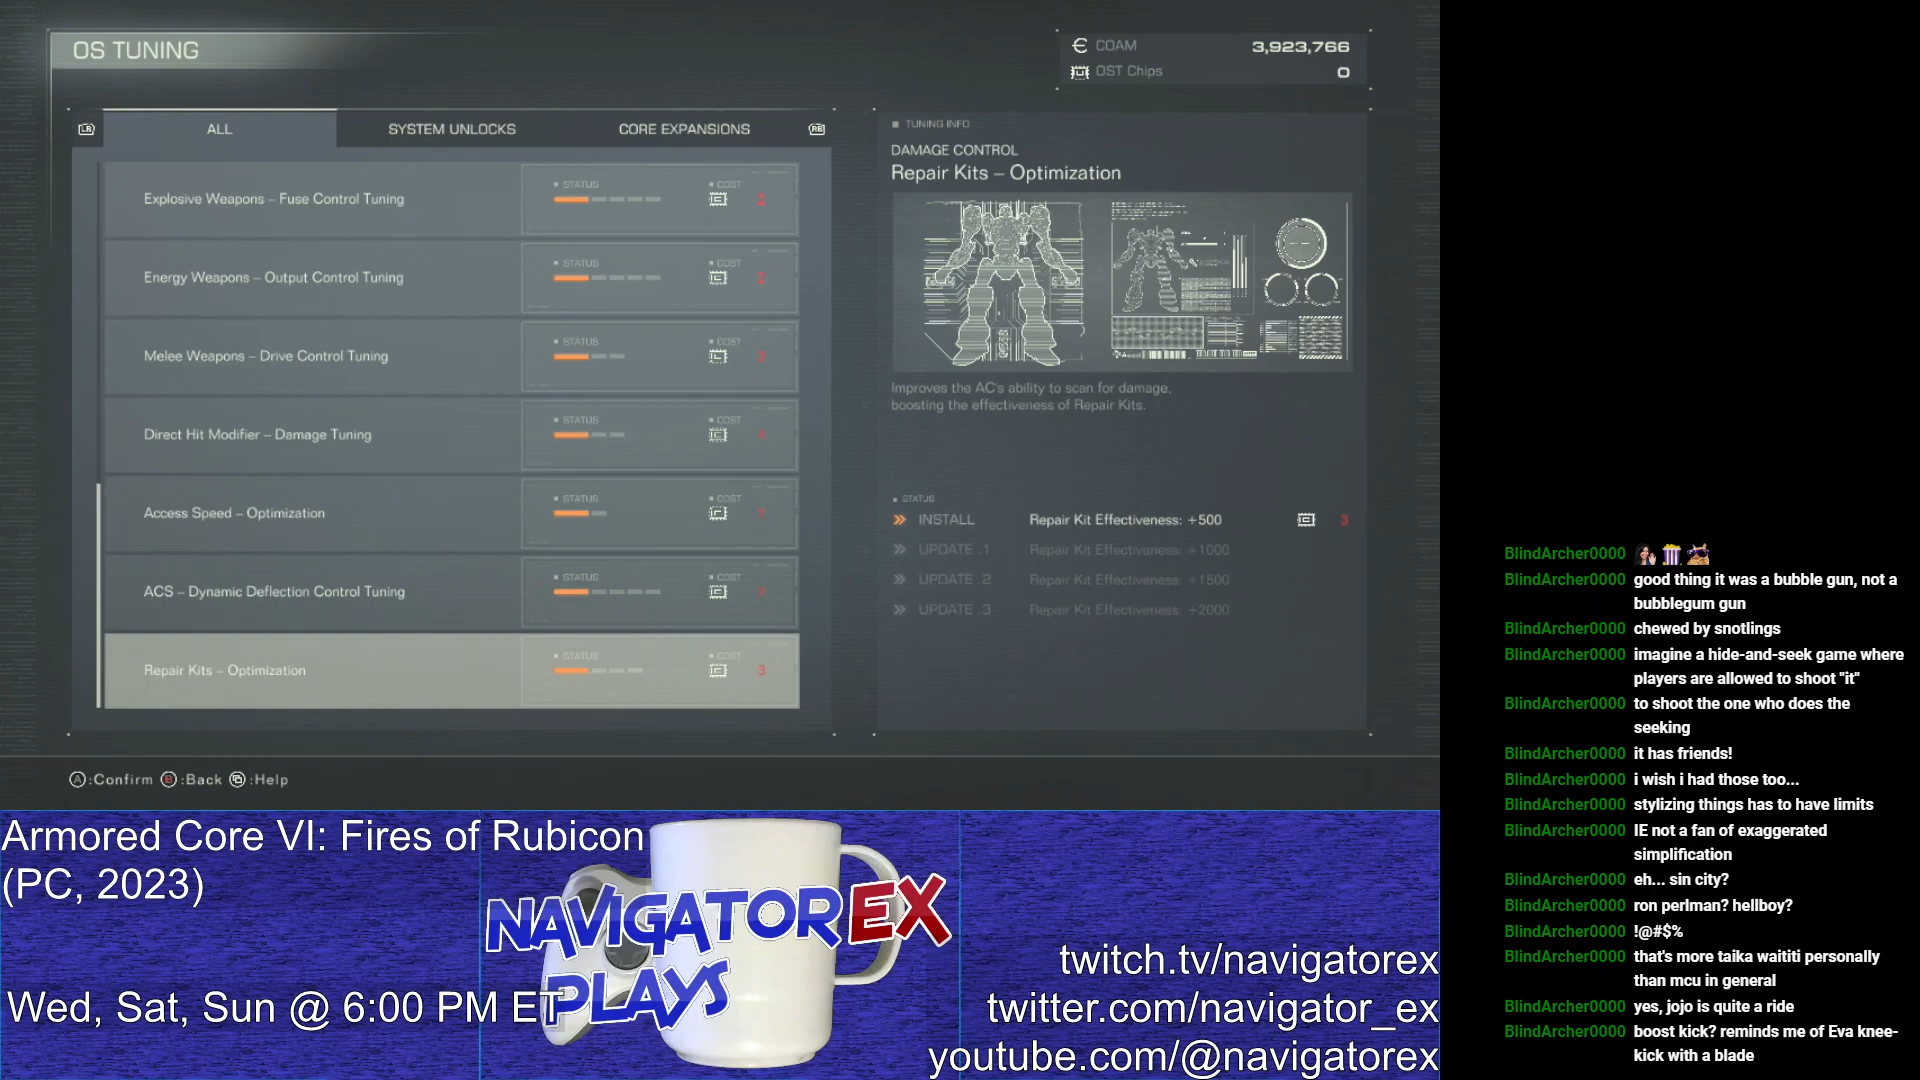 OS TUNING
COAM 3,923,766
OST Chips 0
ALL SYSTEM UNLOCKS CORE EXPANSIONS
Explosive Weapons – Fuse Control Tuning
STATUS COST
Energy Weapons – Output Control Tuning
STATUS COST
Melee Weapons – Drive Control Tuning
STATUS COST
Direct Hit Modifier – Damage Tuning
STATUS COST
Access Speed – Optimization
STATUS COST
ACS – Dynamic Deflection Control Tuning
STATUS COST
Repair Kits – Optimization
STATUS COST
3
TUNING INFO
DAMAGE CONTROL
Repair Kits – Optimization
Improves the AC's ability to scan for damage,
boosting the effectiveness of Repair Kits.
STATUS
INSTALL Repair Kit Effectiveness: +500 3
UPDATE .1 Repair Kit Effectiveness: +1000
UPDATE .2 Repair Kit Effectiveness: +1500
UPDATE .3 Repair Kit Effectiveness: +2000
A:Confirm B:Back :Help
Armored Core VI: Fires of Rubicon
(PC, 2023)
Wed, Sat, Sun @ 6:00 PM ET
NAVIGATOREX
PLAYS
twitch.tv/navigatorex
twitter.com/navigator_ex
youtube.com/@navigatorex
BlindArcher0000
BlindArcher0000 good thing it was a bubble gun, not a
bubblegum gun
BlindArcher0000 chewed by snotlings
BlindArcher0000 imagine a hide-and-seek game where
players are allowed to shoot "it"
BlindArcher0000 to shoot the one who does the
seeking
BlindArcher0000 it has friends!
BlindArcher0000 i wish i had those too...
BlindArcher0000 stylizing things has to have limits
BlindArcher0000 IE not a fan of exaggerated
simplification
BlindArcher0000 eh... sin city?
BlindArcher0000 ron perlman? hellboy?
BlindArcher0000 !@#$%
BlindArcher0000 that's more taika waititi personally
than mcu in general
BlindArcher0000 yes, jojo is quite a ride
BlindArcher0000 boost kick? reminds me of Eva knee-
kick with a blade